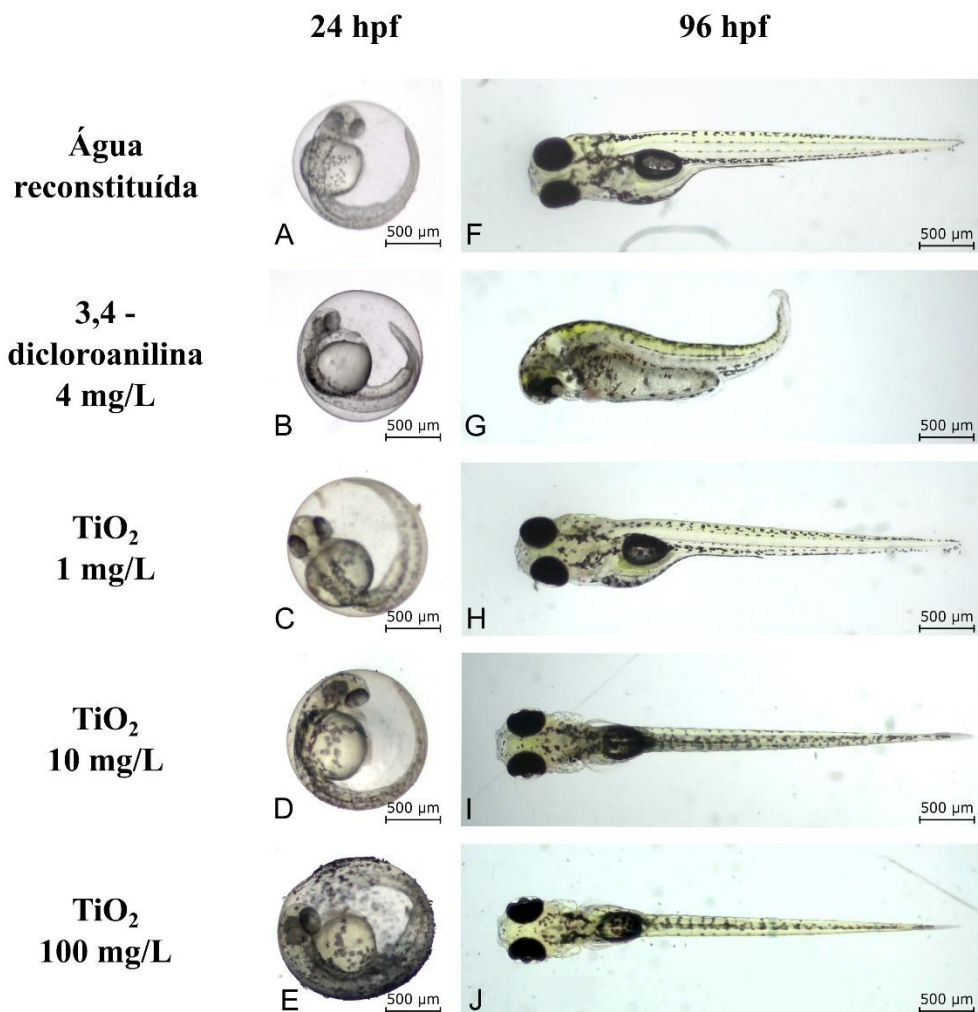 24 hpf
96 hpf
Água
reconstituída
A
500 µm
F
500 µm
3,4 -
dicloroanilina
4 mg/L
B
500 µm
G
500 µm
TiO₂
1 mg/L
C
500 µm
H
500 µm
TiO₂
10 mg/L
D
500 µm
I
500 µm
TiO₂
100 mg/L
E
500 µm
J
500 µm